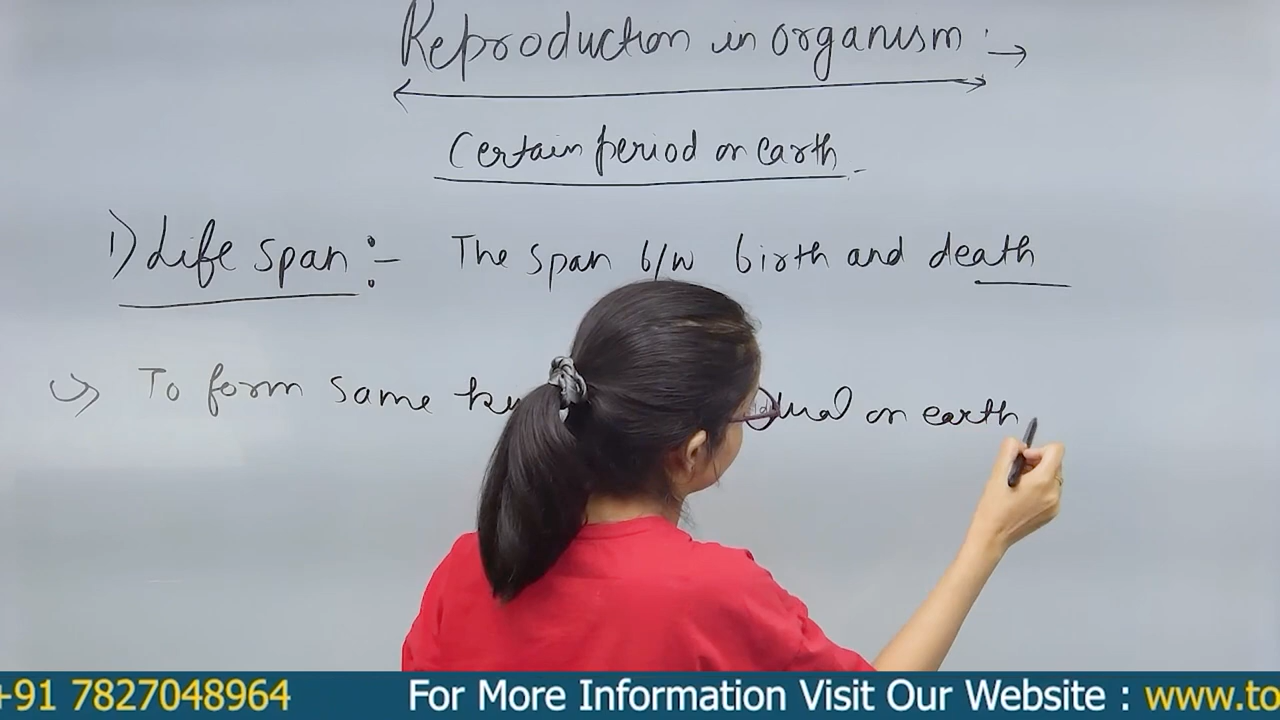 Reproduction in organism :→
Certain period on earth
1) Life span :- The span b/w birth and death
↪ To form same on earth
+91 7827048964 For More Information Visit Our Website : www.to